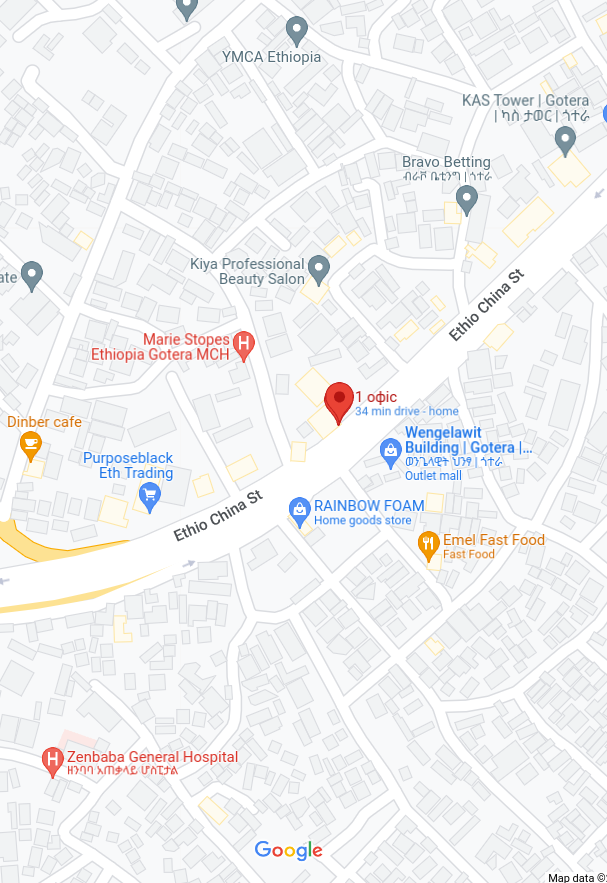 YMCA Ethiopia
KAS Tower | Gotera
| ካስ ታወር | ጎተራ
Bravo Betting
ብራቮ ቤቲንግ | ጎተራ
Kiya Professional
Beauty Salon
ate
Ethio China St
Marie Stopes
Ethiopia Gotera MCH
1 офіс
34 min drive - home
Dinber cafe
Wengelawit
Building | Gotera |...
ወንጌላዊት ህንፃ | ጎተራ
Outlet mall
Purposeblack
Eth Trading
Ethio China St
RAINBOW FOAM
Home goods store
Emel Fast Food
Fast Food
Zenbaba General Hospital
ዘንባባ አጠቃላይ ሆስፒታል
Google
Map data ©